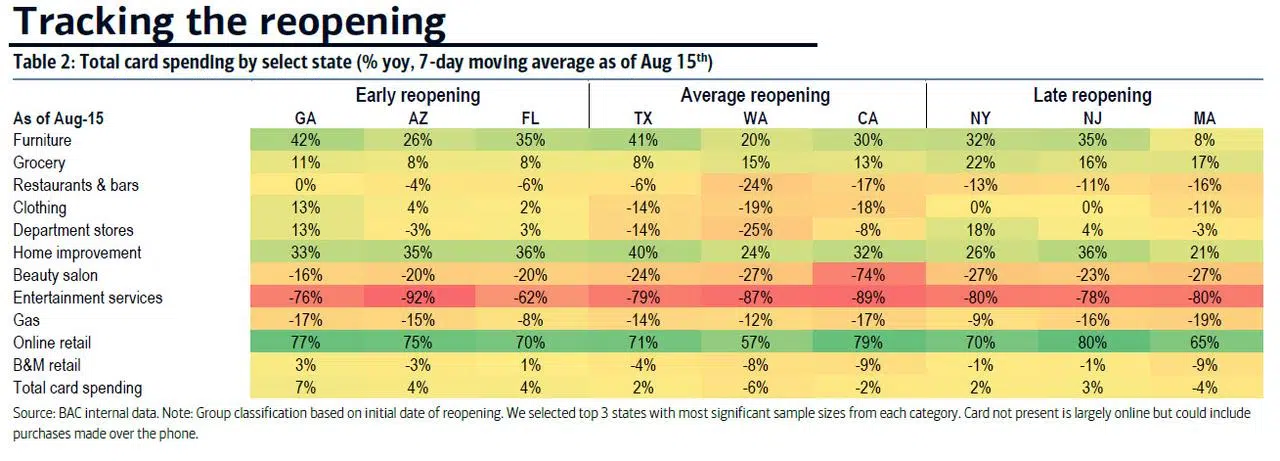 Tracking the reopening
Table 2: Total card spending by select state (% yoy, 7-day moving average as of Aug 15th)
Early reopening Average reopening Late reopening
As of Aug-15 GA AZ FL TX WA CA NY NJ MA
Furniture 42% 26% 35% 41% 20% 30% 32% 35% 8%
Grocery 11% 8% 8% 8% 15% 13% 22% 16% 17%
Restaurants & bars 0% -4% -6% -6% -24% -17% -13% -11% -16%
Clothing 13% 4% 2% -14% -19% -18% 0% 0% -11%
Department stores 13% -3% 3% -14% -25% -8% 18% 4% -3%
Home improvement 33% 35% 36% 40% 24% 32% 26% 36% 21%
Beauty salon -16% -20% -20% -24% -27% -74% -27% -23% -27%
Entertainment services -76% -92% -62% -79% -87% -89% -80% -78% -80%
Gas -17% -15% -8% -14% -12% -17% -9% -16% -19%
Online retail 77% 75% 70% 71% 57% 79% 70% 80% 65%
B&M retail 3% -3% 1% -4% -8% -9% -1% -1% -9%
Total card spending 7% 4% 4% 2% -6% -2% 2% 3% -4%
Source: BAC internal data. Note: Group classification based on initial date of reopening. We selected top 3 states with most significant sample sizes from each category. Card not present is largely online but could include
purchases made over the phone.